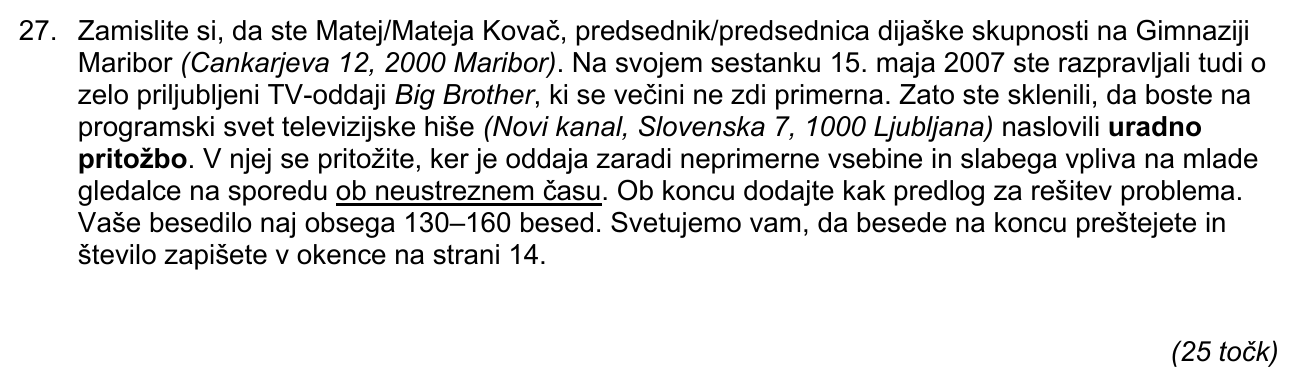 27. Zamislite si, da ste Matej/Mateja Kovač, predsednik/predsednica dijaške skupnosti na Gimnaziji
Maribor (Cankarjeva 12, 2000 Maribor). Na svojem sestanku 15. maja 2007 ste razpravljali tudi o
zelo priljubljeni TV-oddaji Big Brother, ki se večini ne zdi primerna. Zato ste sklenili, da boste na
programski svet televizijske hiše (Novi kanal, Slovenska 7, 1000 Ljubljana) naslovili uradno
pritožbo. V njej se pritožite, ker je oddaja zaradi neprimerne vsebine in slabega vpliva na mlade
gledalce na sporedu ob neustreznem času. Ob koncu dodajte kak predlog za rešitev problema.
Vaše besedilo naj obsega 130–160 besed. Svetujemo vam, da besede na koncu preštejete in
število zapišete v okence na strani 14.
(25 točk)